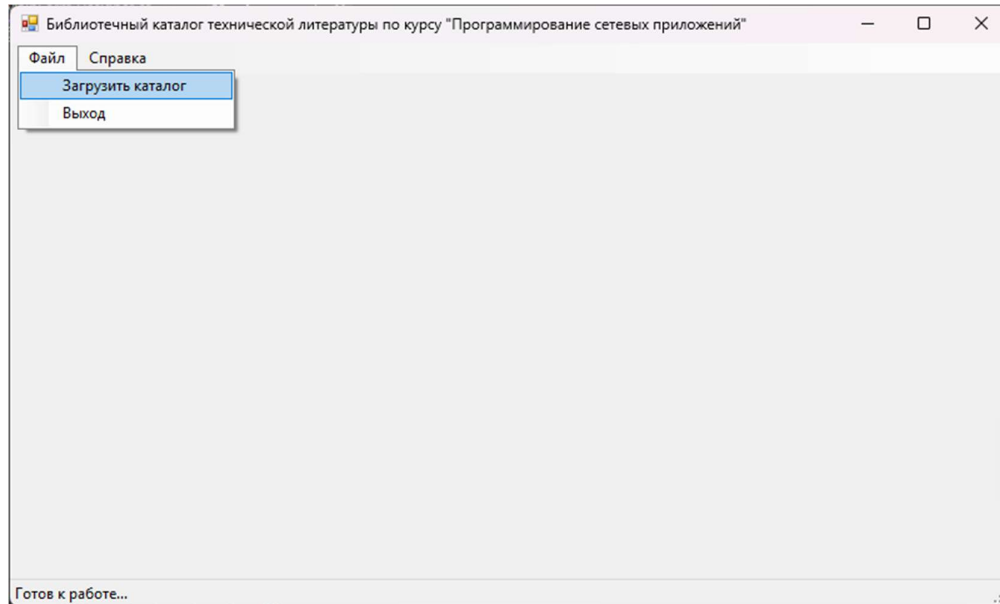 Библиотечный каталог технической литературы по курсу "Программирование сетевых приложений"
Файл Справка
Загрузить каталог
Выход
Готов к работе...